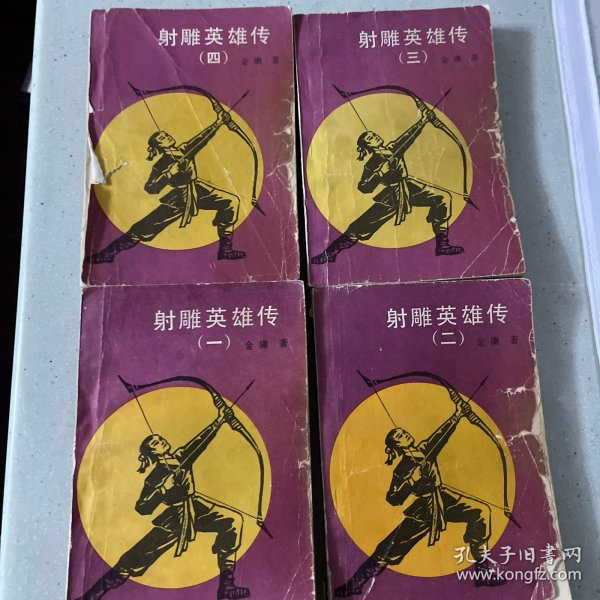 射雕英雄传
(四) 金庸 著
射雕英雄传
(三) 金庸 著
射雕英雄传
(一) 金庸 著
射雕英雄传
(二) 金庸 著
孔夫子旧书网
www.kongfz.com